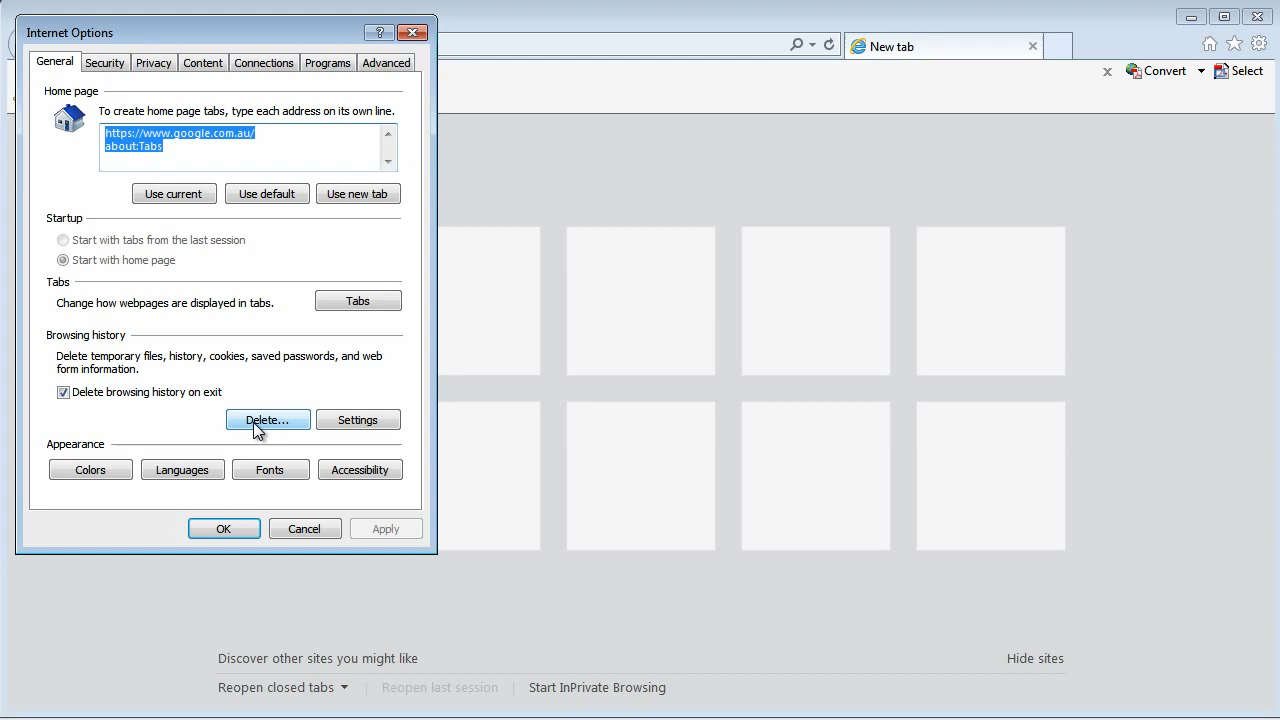 Internet Options
?
General
Security
Privacy
Content
Connections
Programs
Advanced
Home page
To create home page tabs, type each address on its own line.
https://www.google.com.au/
about:Tabs
Use current
Use default
Use new tab
Startup
Start with tabs from the last session
Start with home page
Tabs
Change how webpages are displayed in tabs.
Tabs
Browsing history
Delete temporary files, history, cookies, saved passwords, and web
form information.
Delete browsing history on exit
Delete...
Settings
Appearance
Colors
Languages
Fonts
Accessibility
OK
Cancel
Apply
New tab
Convert
Select
Discover other sites you might like
Hide sites
Reopen closed tabs
Reopen last session
Start InPrivate Browsing